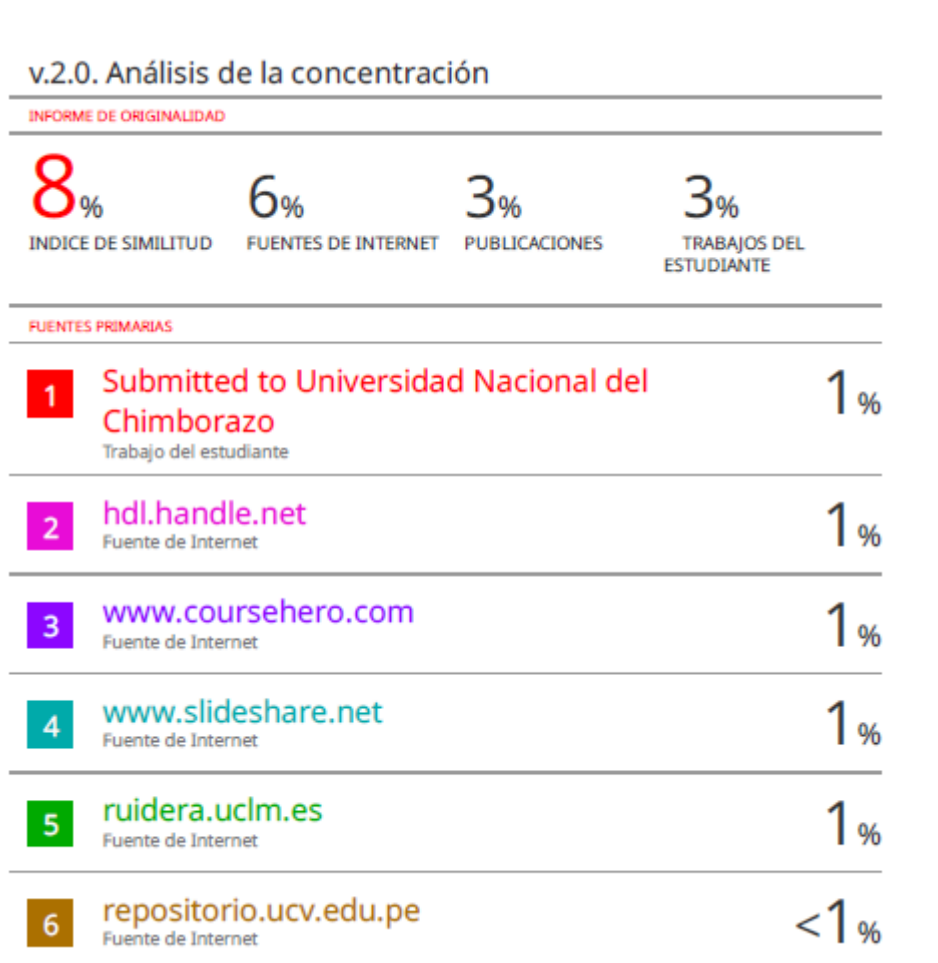 v.2.0. Análisis de la concentración
INFORME DE ORIGINALIDAD
8% 6% 3% 3%
INDICE DE SIMILITUD FUENTES DE INTERNET PUBLICACIONES TRABAJOS DEL
ESTUDIANTE
FUENTES PRIMARIAS
1 Submitted to Universidad Nacional del 1%
Chimborazo
Trabajo del estudiante
2 hdl.handle.net 1%
Fuente de Internet
3 www.coursehero.com 1%
Fuente de Internet
4 www.slideshare.net 1%
Fuente de Internet
5 ruidera.uclm.es 1%
Fuente de Internet
6 repositorio.ucv.edu.pe <1%
Fuente de Internet